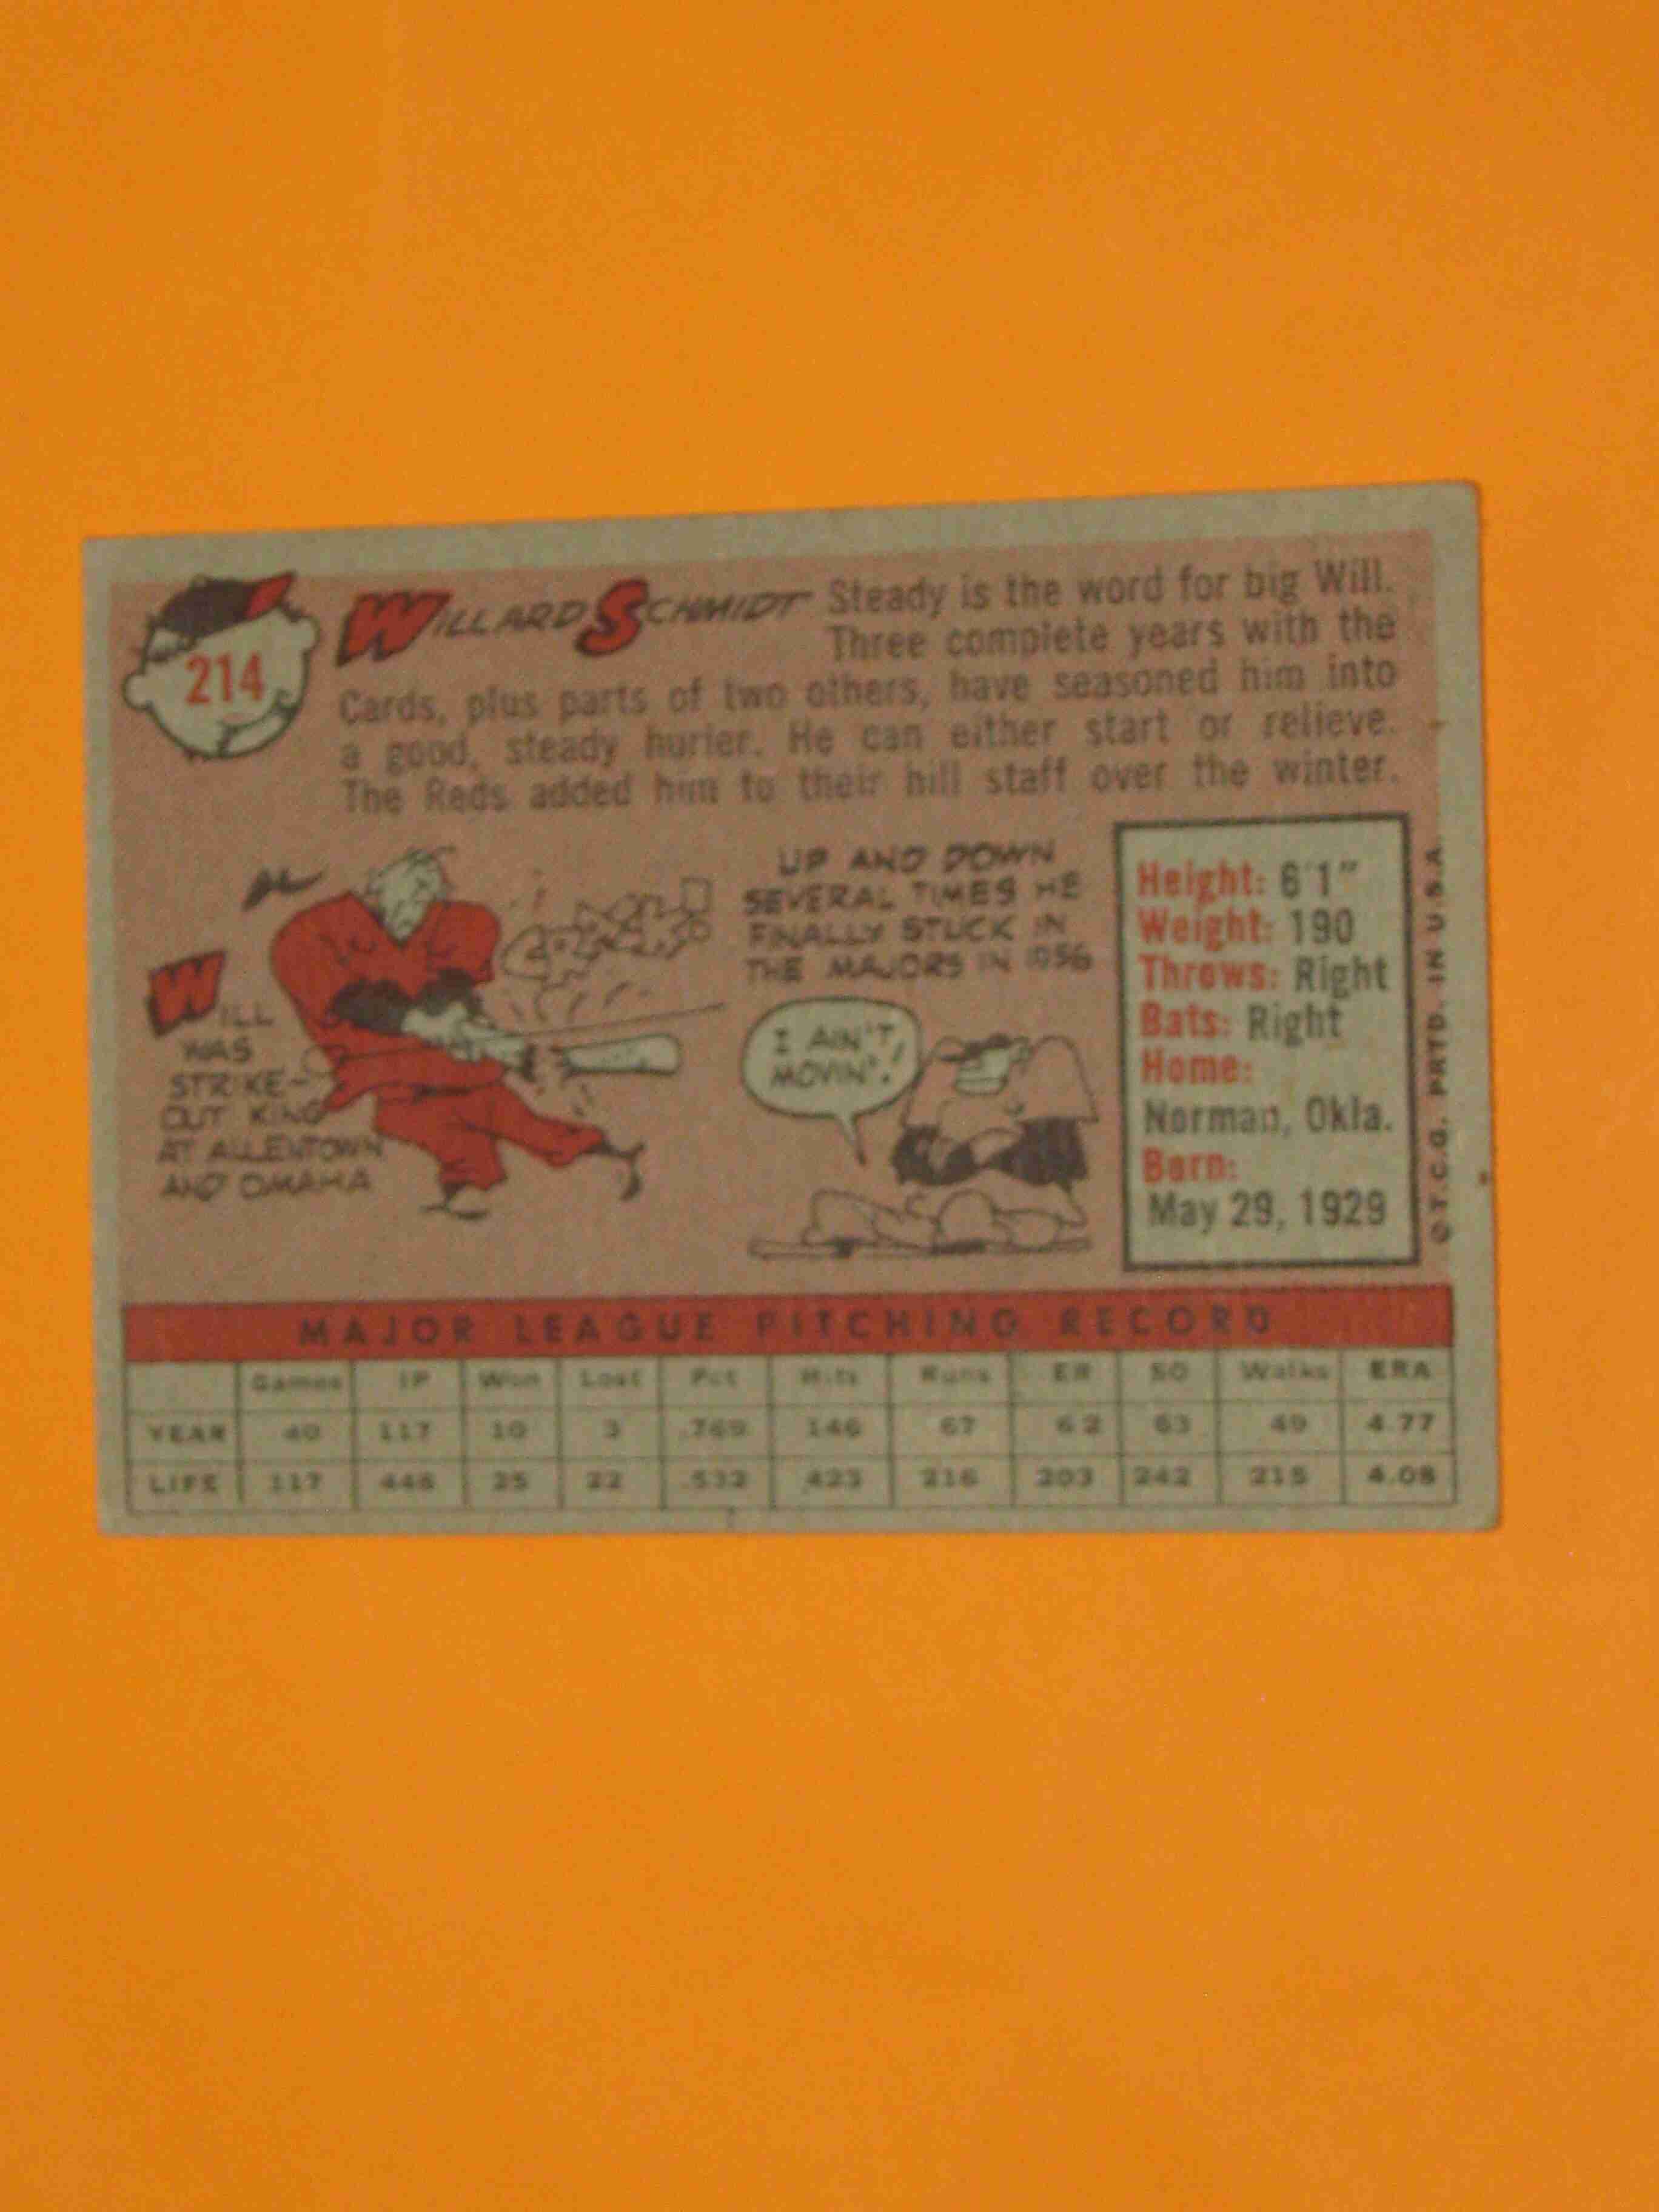 214
WILLARD SCHMIDT
Steady is the word for big Will.
Three complete years with the
Cards, plus parts of two others, have seasoned him into
a good, steady hurler. He can either start or relieve.
The Reds added him to their hill staff over the winter.
WILL
WAS
STRIKE-
OUT KING
AT ALLENTOWN
AND OMAHA
CARDINALS
UP AND DOWN
SEVERAL TIMES HE
FINALLY STUCK IN
THE MAJORS IN 1956
I AIN'T
MOVIN'!
Height: 6'1"
Weight: 190
Throws: Right
Bats: Right
Home:
Norman, Okla.
Born:
May 29, 1929
© T.C.G. PRTD. IN U.S.A.
MAJOR LEAGUE PITCHING RECORD
Games IP Won Lost Pct Hits Runs ER SO Walks ERA
YEAR 40 117 10 3 .769 146 67 62 63 49 4.77
LIFE 117 448 25 22 .532 423 216 203 242 215 4.08